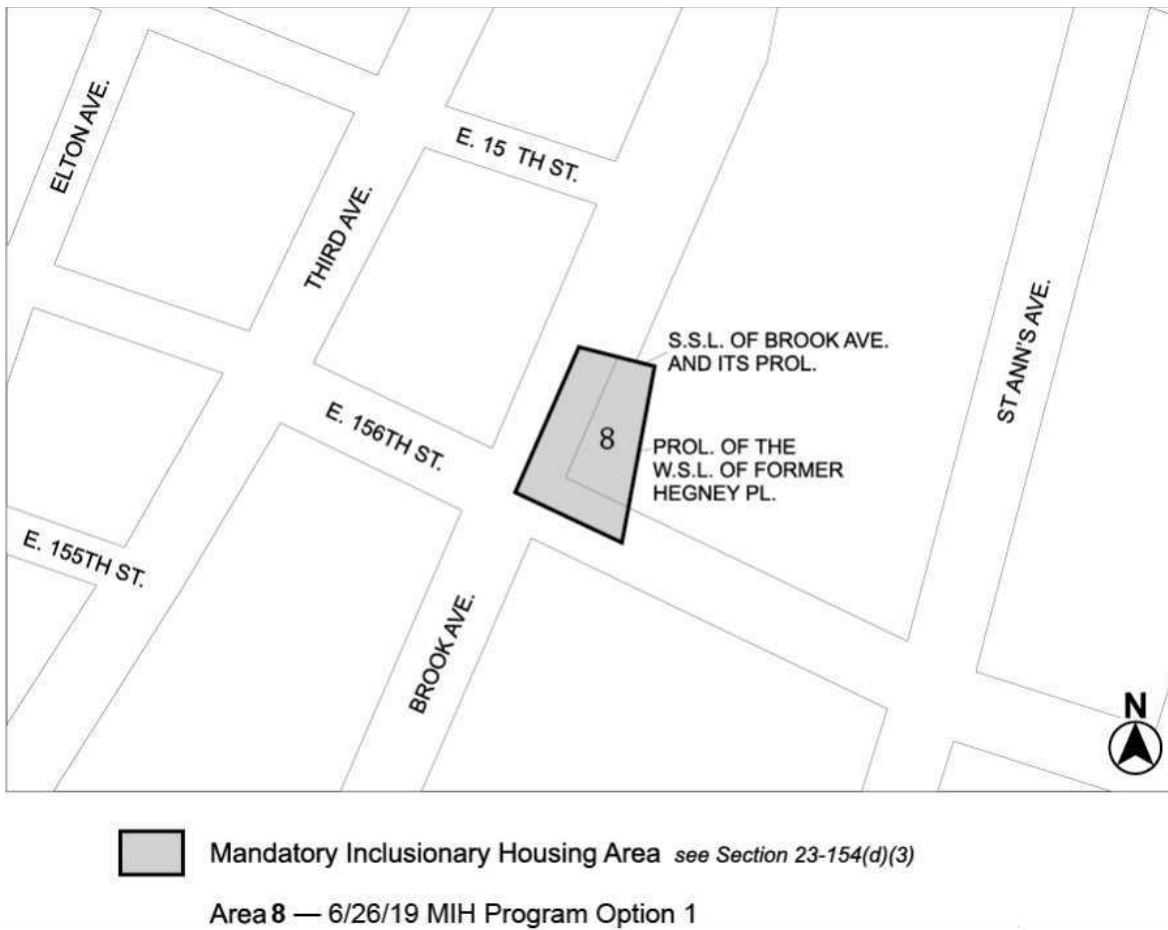 ELTON AVE.
THIRD AVE.
E. 15 TH ST.
S.S.L. OF BROOK AVE.
AND ITS PROL.
ST ANN'S AVE.
8
PROL. OF THE
W.S.L. OF FORMER
HEGNEY PL.
E. 156TH ST.
E. 155TH ST.
BROOK AVE.
N
Mandatory Inclusionary Housing Area see Section 23-154(d)(3)
Area 8 — 6/26/19 MIH Program Option 1